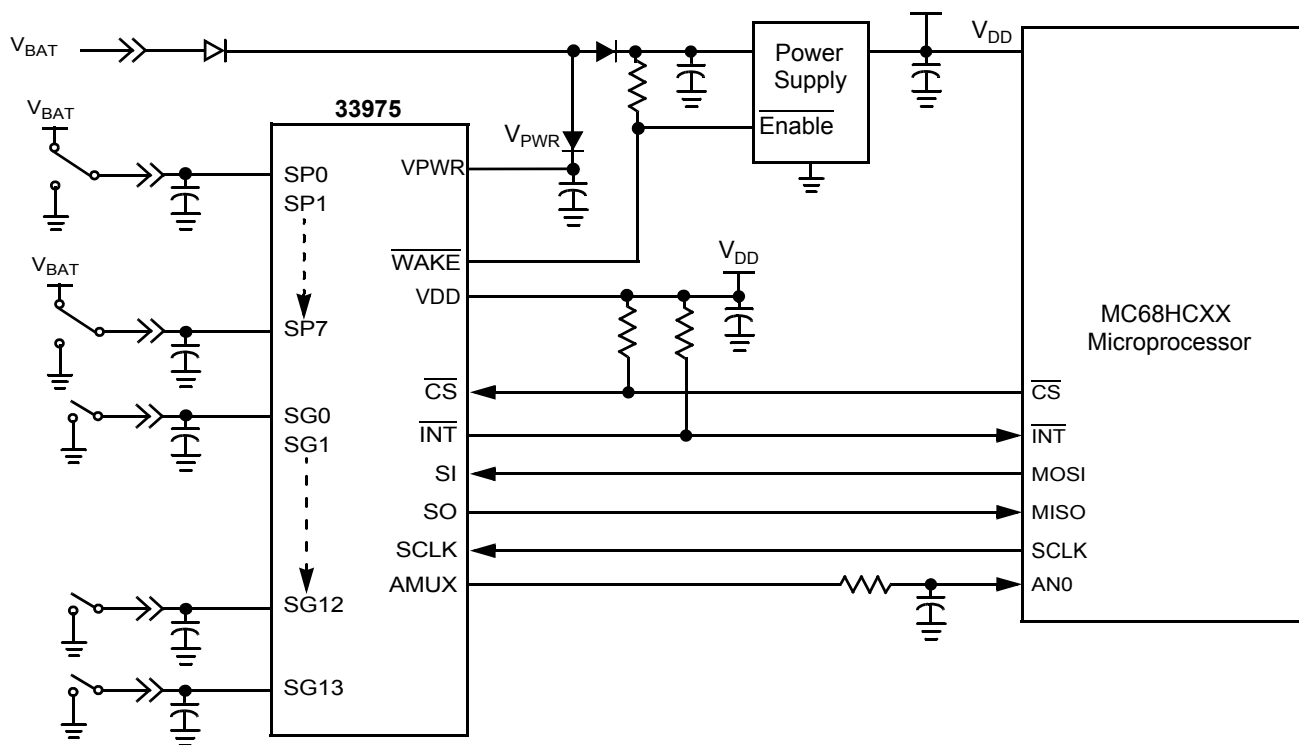 V_BAT
V_DD
Power
Supply
Enable
33975
V_BAT
V_PWR
VPWR
SP0
SP1
WAKE
V_DD
V_BAT
VDD
SP7
MC68HCXX
Microprocessor
CS
CS
SG0
SG1
INT
INT
SI
MOSI
SO
MISO
SCLK
SCLK
AMUX
AN0
SG12
SG13